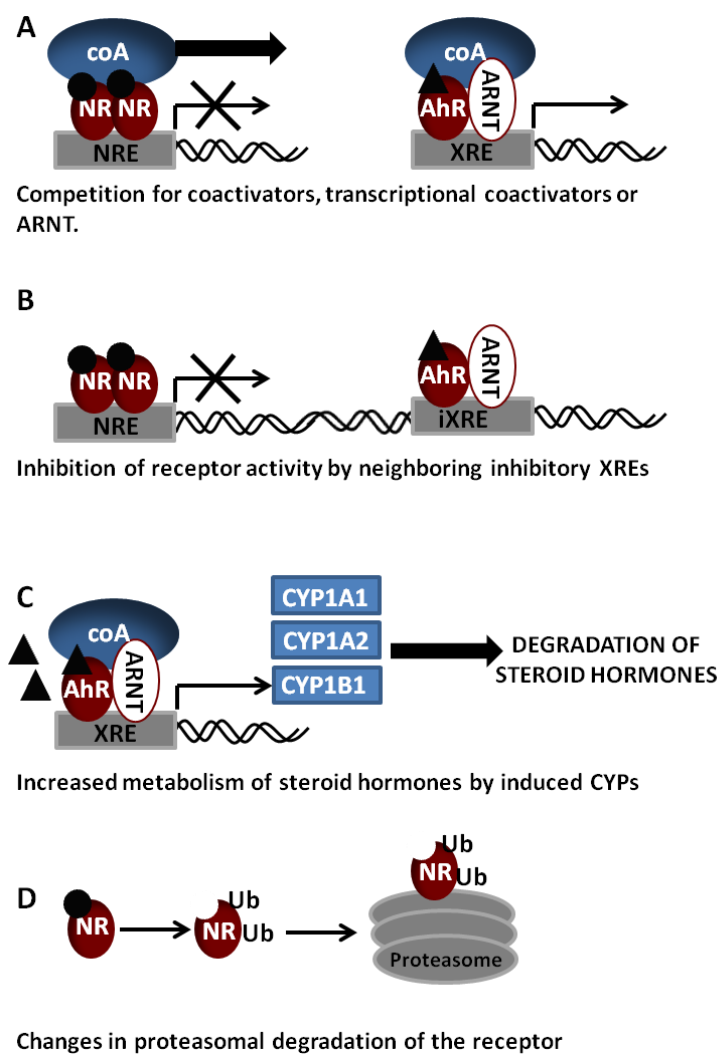 A
coA
NR NR
NRE
coA
AhR
ARNT
XRE
Competition for coactivators, transcriptional coactivators or
ARNT.
B
NR NR
NRE
AhR
ARNT
iXRE
Inhibition of receptor activity by neighboring inhibitory XREs
C
coA
AhR
ARNT
XRE
CYP1A1
CYP1A2
CYP1B1
DEGRADATION OF
STEROID HORMONES
Increased metabolism of steroid hormones by induced CYPs
D
NR
Ub
NR Ub
Ub
NR Ub
Proteasome
Changes in proteasomal degradation of the receptor